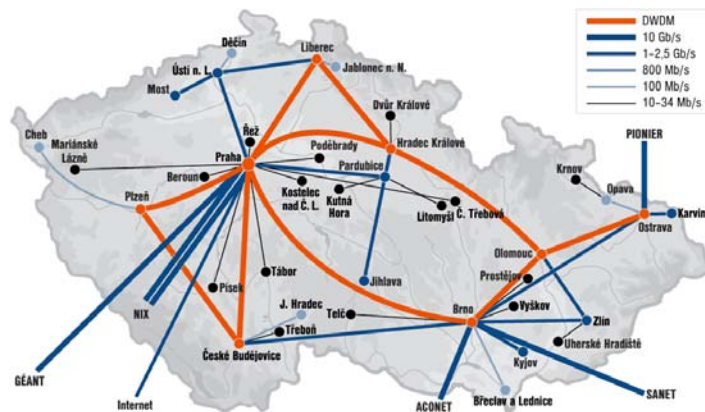 DWDM
10 Gb/s
1–2,5 Gb/s
800 Mb/s
100 Mb/s
10–34 Mb/s
Děčín
Liberec
Ústí n. L.
Jablonec n. N.
Most
Dvůr Králové
Cheb
Mariánské
Lázně
Řež
Praha
Poděbrady
Hradec Králové
PIONIER
Beroun
Pardubice
Krnov
Opava
Kostelec
nad Č. L.
Kutná
Hora
Litomyšl
Č. Třebová
Karviná
Plzeň
Ostrava
Olomouc
Tábor
Jihlava
Prostějov
Písek
NIX
J. Hradec
Telč
Brno
Vyškov
Třeboň
Zlín
České Budějovice
Uherské Hradiště
Kyjov
GÉANT
Internet
ACONET
Břeclav a Lednice
SANET